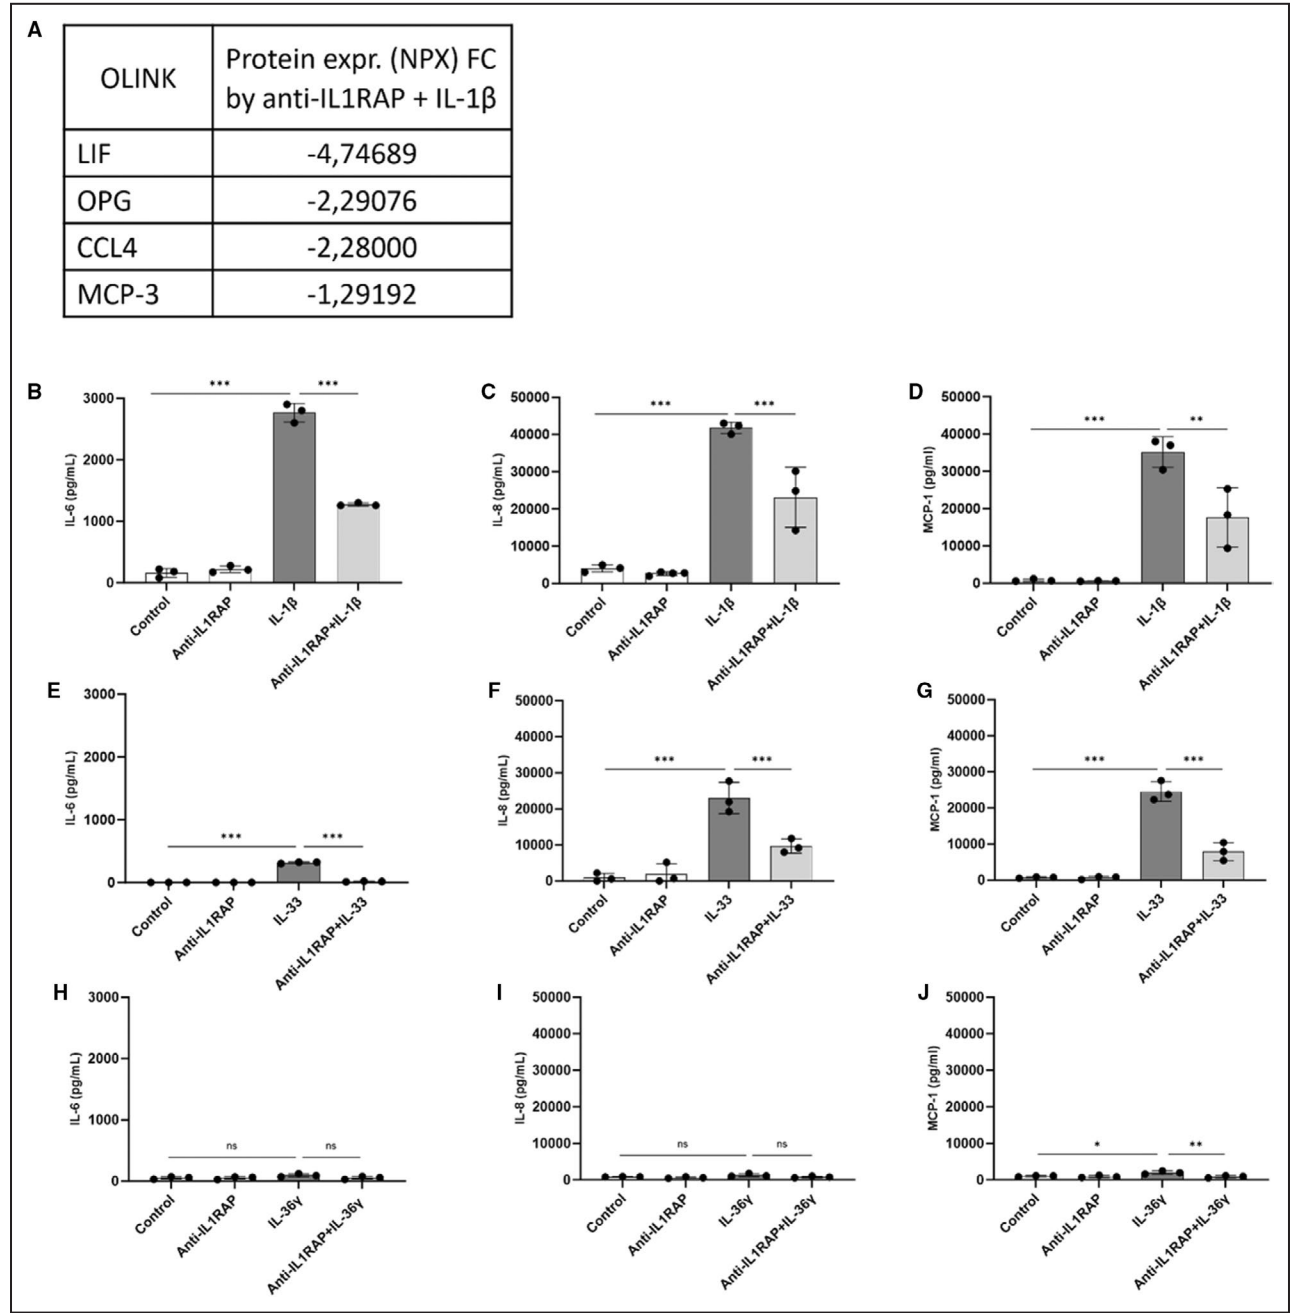 A
OLINK
Protein expr. (NPX) FC
by anti-IL1RAP + IL-1β
LIF -4,74689
OPG -2,29076
CCL4 -2,28000
MCP-3 -1,29192
B
IL-6 (pg/mL)
3000
2000
1000
0
*** ***
Control
Anti-IL1RAP
IL-1β
Anti-IL1RAP+IL-1β
C
IL-8 (pg/mL)
50000
40000
30000
20000
10000
0
*** ***
Control
Anti-IL1RAP
IL-1β
Anti-IL1RAP+IL-1β
D
MCP-1 (pg/ml)
50000
40000
30000
20000
10000
0
*** **
Control
Anti-IL1RAP
IL-1β
Anti-IL1RAP+IL-1β
E
IL-6 (pg/mL)
3000
2000
1000
0
*** ***
Control
Anti-IL1RAP
IL-33
Anti-IL1RAP+IL-33
F
IL-8 (pg/mL)
50000
40000
30000
20000
10000
0
*** ***
Control
Anti-IL1RAP
IL-33
Anti-IL1RAP+IL-33
G
MCP-1 (pg/ml)
50000
40000
30000
20000
10000
0
*** ***
Control
Anti-IL1RAP
IL-33
Anti-IL1RAP+IL-33
H
IL-6 (pg/mL)
3000
2000
1000
0
ns ns
Control
Anti-IL1RAP
IL-36γ
Anti-IL1RAP+IL-36γ
I
IL-8 (pg/mL)
50000
40000
30000
20000
10000
0
ns ns
Control
Anti-IL1RAP
IL-36γ
Anti-IL1RAP+IL-36γ
J
MCP-1 (pg/ml)
50000
40000
30000
20000
10000
0
* **
Control
Anti-IL1RAP
IL-36γ
Anti-IL1RAP+IL-36γ